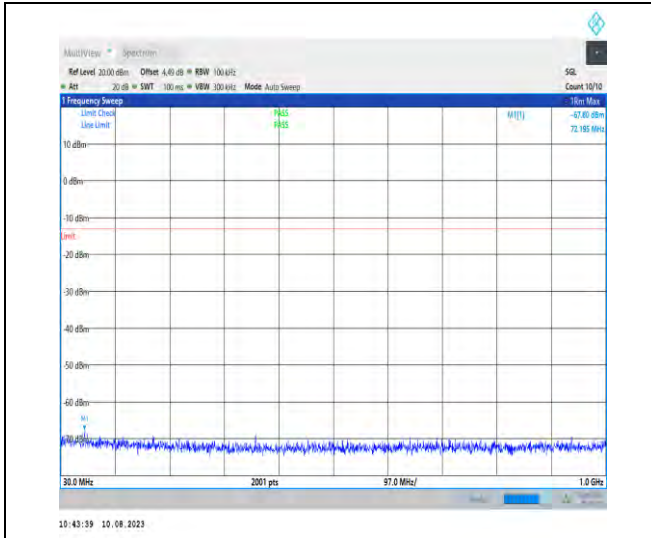 MultiView Spectrum
Ref Level 20.00 dBm Offset 4.49 dB RBW 100 kHz SGL
Att 20 dB SWT 100 ms VBW 300 kHz Mode Auto Sweep Count 10/10
1 Frequency Sweep 1Rm Max
Limit Check PASS M1[1] -67.60 dBm
Line Limit PASS 72.195 MHz
10 dBm
0 dBm
-10 dBm
Limit
-20 dBm
-30 dBm
-40 dBm
-50 dBm
-60 dBm
M1
-70 dBm
30.0 MHz 2001 pts 97.0 MHz/ 1.0 GHz
10:43:39 10.08.2023